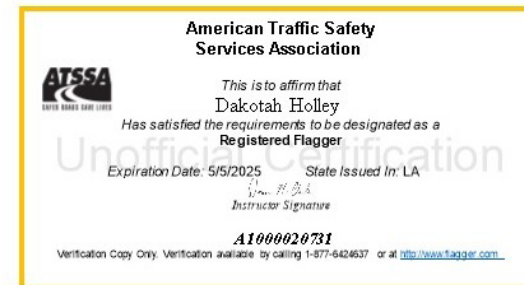 American Traffic Safety
Services Association
ATSSA
SAFER ROADS SAVE LIVES
This is to affirm that
Dakotah Holley
Has satisfied the requirements to be designated as a
Registered Flagger
Unofficial Certification
Expiration Date: 5/5/2025 State Issued In: LA
Instructor Signature
A1000020731
Verification Copy Only. Verification available by calling 1-877-6424637 or at http://www.flagger.com